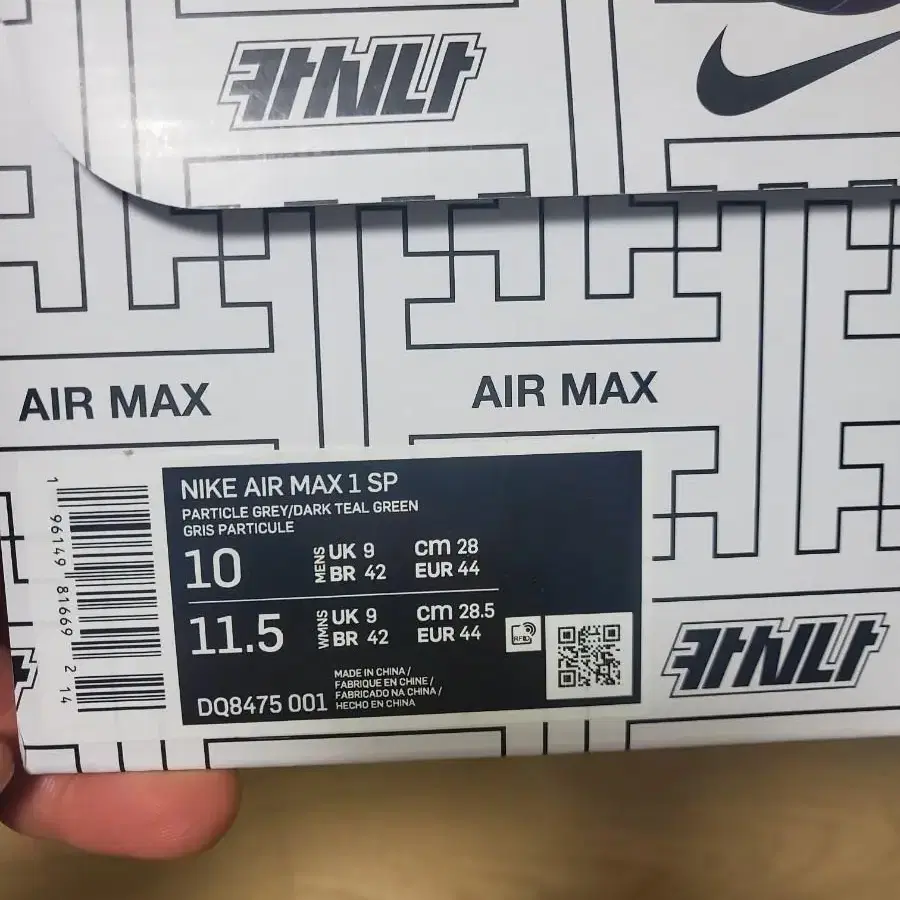 카시나
AIR MAX
AIR MAX
NIKE AIR MAX 1 SP
PARTICLE GREY/DARK TEAL GREEN
GRIS PARTICULE
10
MENS
UK 9
cm 28
BR 42
EUR 44
11.5
WMNS
UK 9
cm 28.5
BR 42
EUR 44
RFID
DQ8475 001
MADE IN CHINA /
FABRIQUE EN CHINE /
FABRICADO NA CHINA /
HECHO EN CHINA
1 96149 81669 2 14
카시나